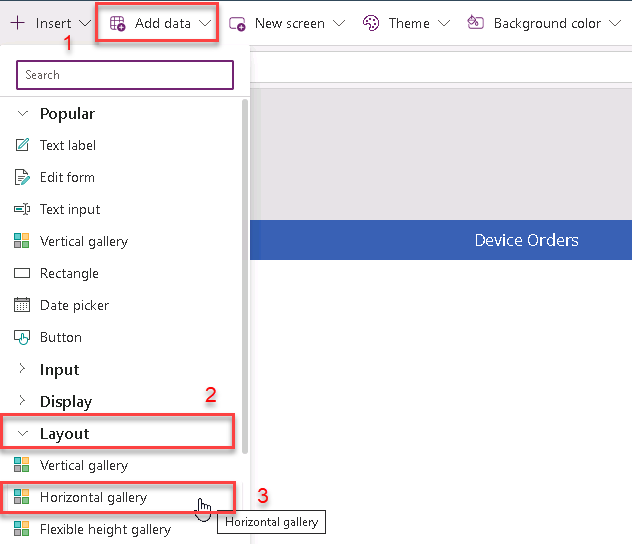 Insert Add data New screen Theme Background color
1
Search
Popular
Text label
Edit form
Text input
Vertical gallery
Device Orders
Rectangle
Date picker
Button
Input
Display
2
Layout
Vertical gallery
Horizontal gallery
3
Horizontal gallery
Flexible height gallery